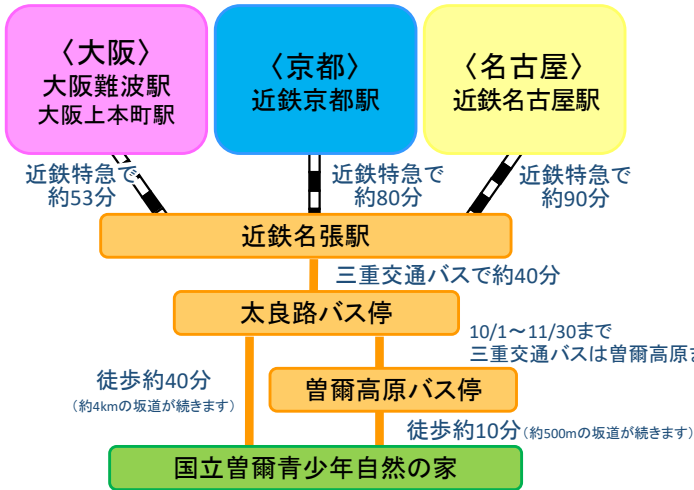 〈大阪〉
大阪難波駅
大阪上本町駅
〈京都〉
近鉄京都駅
〈名古屋〉
近鉄名古屋駅
近鉄特急で
約53分
近鉄特急で
約80分
近鉄特急で
約90分
近鉄名張駅
三重交通バスで約40分
太良路バス停
10/1～11/30まで
三重交通バスは曽爾高原
徒歩約40分
（約4kmの坂道が続きます）
曽爾高原バス停
徒歩約10分（約500mの坂道が続きます）
国立曽爾青少年自然の家